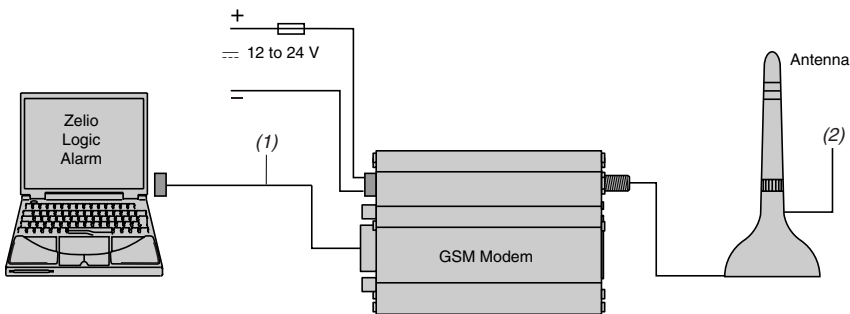 +
⎓ 12 to 24 V
–
Antenna
Zelio
Logic
Alarm
(1)
(2)
GSM Modem